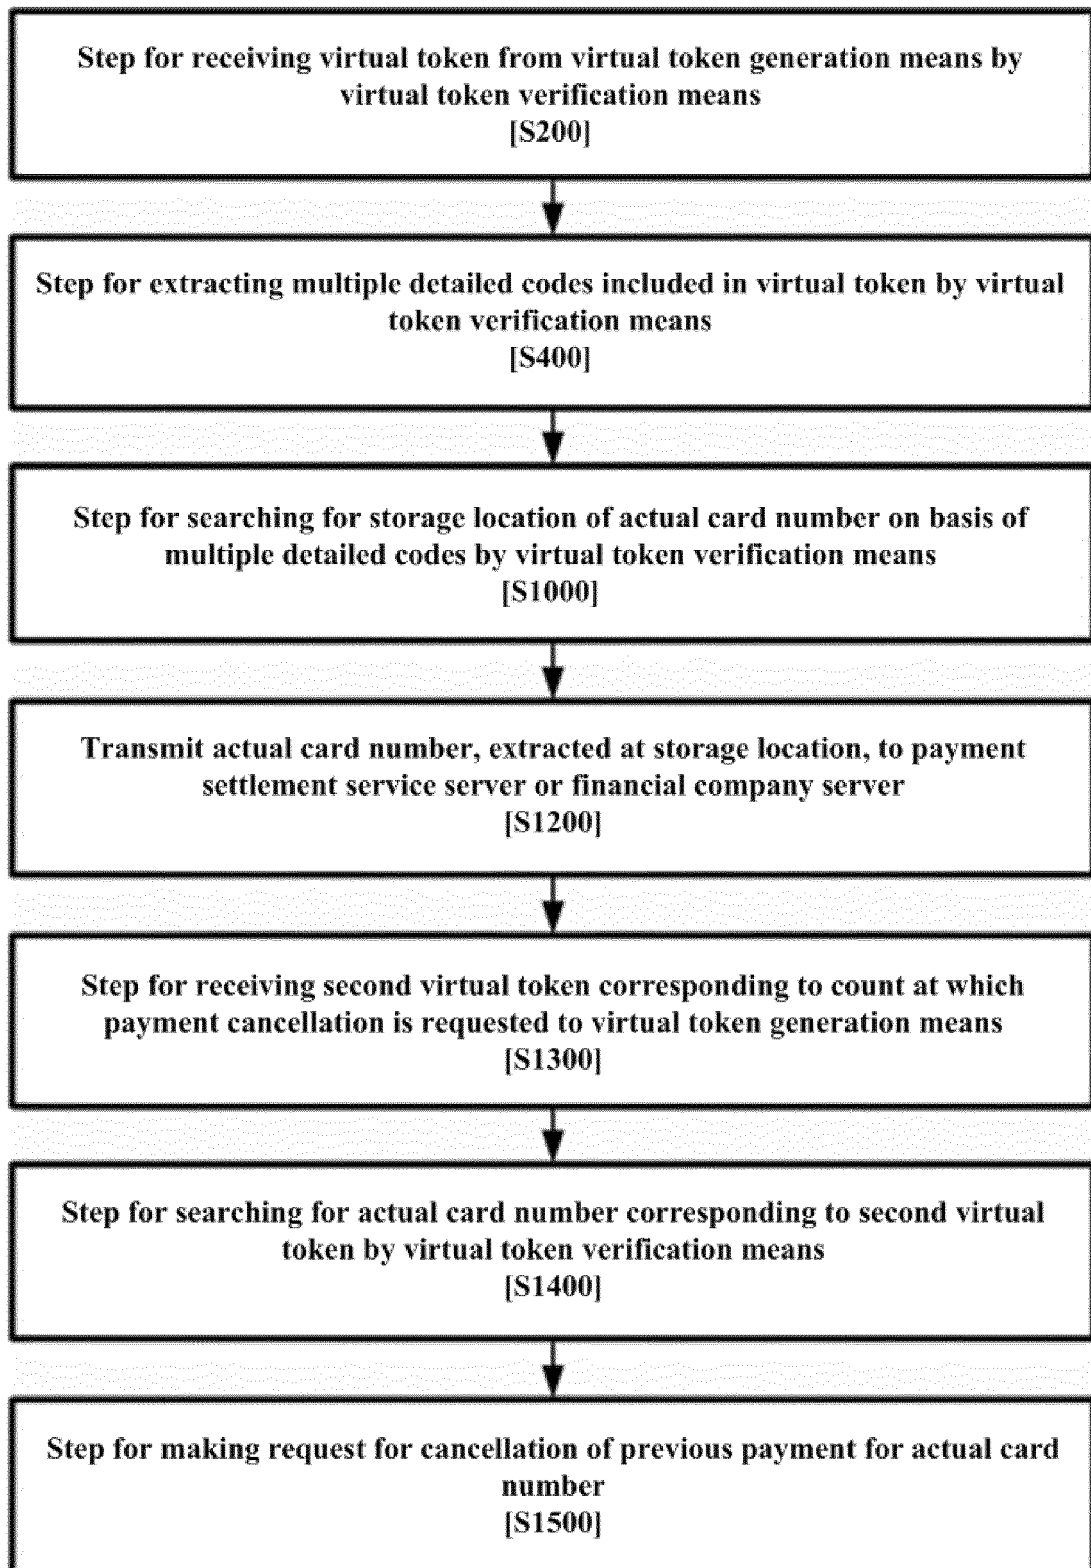 Step for receiving virtual token from virtual token generation means by
virtual token verification means
[S200]
Step for extracting multiple detailed codes included in virtual token by virtual
token verification means
[S400]
Step for searching for storage location of actual card number on basis of
multiple detailed codes by virtual token verification means
[S1000]
Transmit actual card number, extracted at storage location, to payment
settlement service server or financial company server
[S1200]
Step for receiving second virtual token corresponding to count at which
payment cancellation is requested to virtual token generation means
[S1300]
Step for searching for actual card number corresponding to second virtual
token by virtual token verification means
[S1400]
Step for making request for cancellation of previous payment for actual card
number
[S1500]